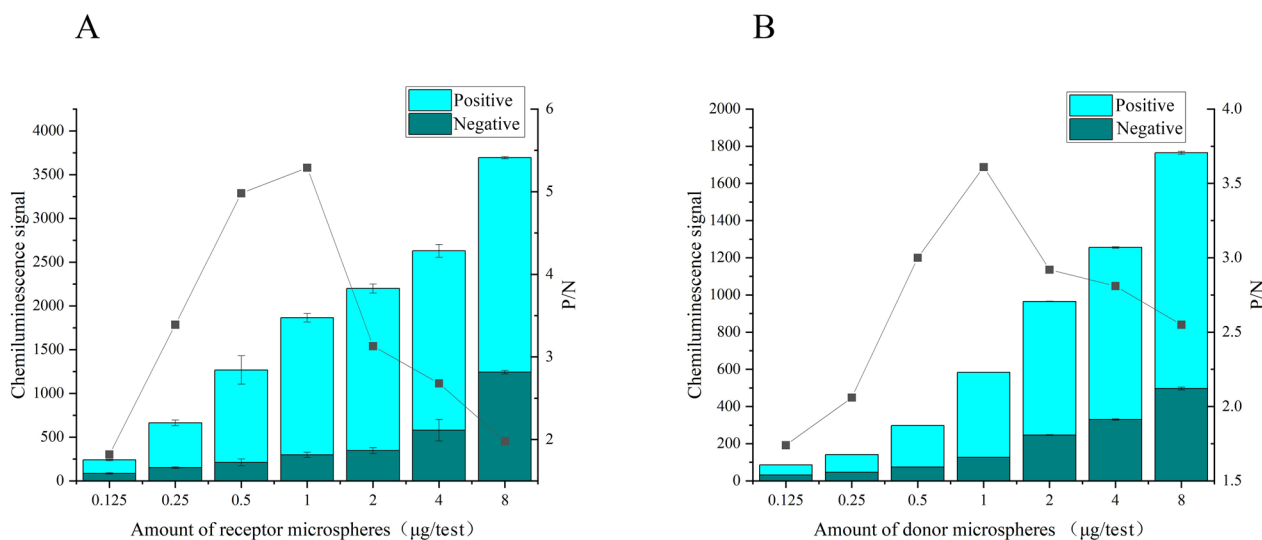 A
Positive
Negative
Chemiluminescence signal
4000
3500
3000
2500
2000
1500
1000
500
0
6
5
4
3
2
P/N
0.125 0.25 0.5 1 2 4 8
Amount of receptor microspheres（μg/test）
B
Positive
Negative
Chemiluminescence signal
2000
1800
1600
1400
1200
1000
800
600
400
200
0
4.0
3.5
3.0
2.5
2.0
1.5
P/N
0.125 0.25 0.5 1 2 4 8
Amount of donor microspheres （μg/test）